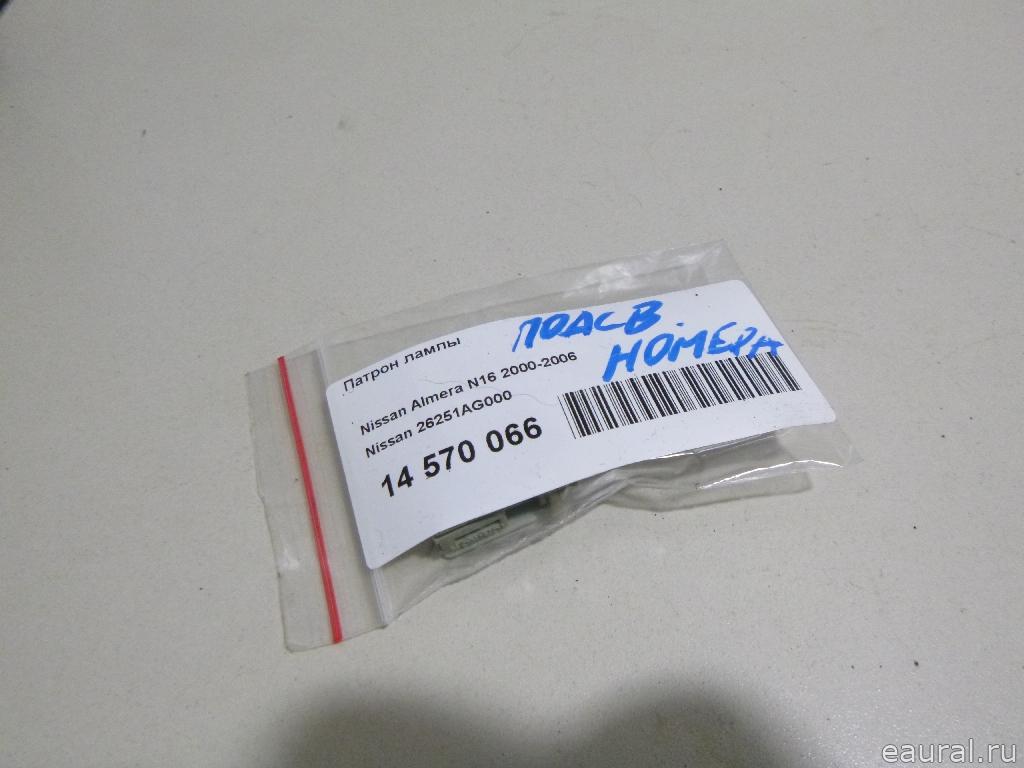 Патрон лампы
ПОДСВ.
НОМЕРА
Nissan Almera N16 2000-2006
Nissan 26251AG000
14 570 066
eaural.ru